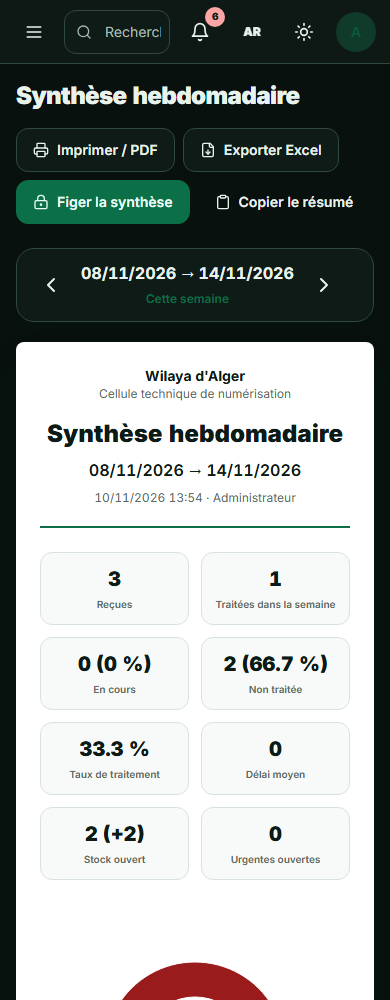 Recherch
6
AR
A
Synthèse hebdomadaire
Imprimer / PDF
Exporter Excel
Figer la synthèse
Copier le résumé
08/11/2026 → 14/11/2026
Cette semaine
Wilaya d'Alger
Cellule technique de numérisation
Synthèse hebdomadaire
08/11/2026 → 14/11/2026
10/11/2026 13:54 · Administrateur
3
Reçues
1
Traitées dans la semaine
0 (0 %)
En cours
2 (66.7 %)
Non traitée
33.3 %
Taux de traitement
0
Délai moyen
2 (+2)
Stock ouvert
0
Urgentes ouvertes